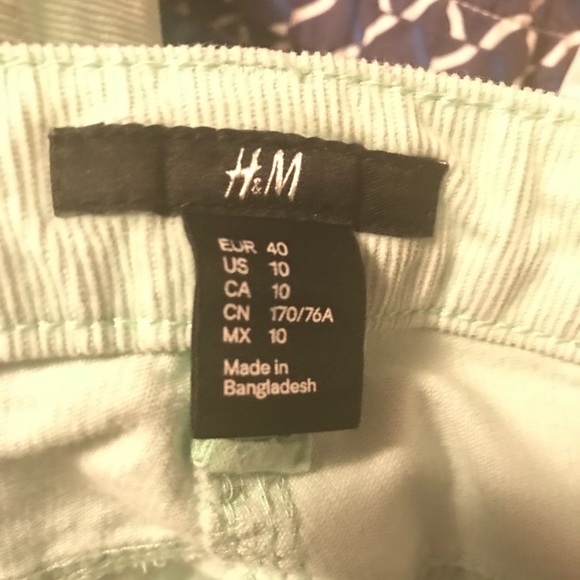 H&M
EUR 40
US 10
CA 10
CN 170/76A
MX 10
Made in
Bangladesh